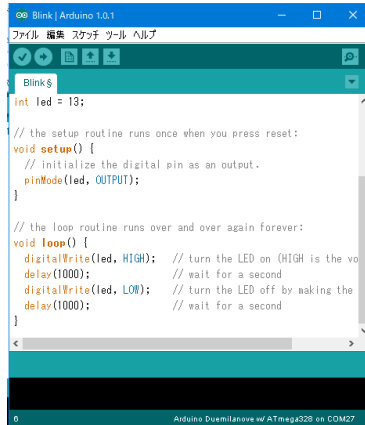 Blink | Arduino 1.0.1
ファイル 編集 スケッチ ツール ヘルプ
Blink §
int led = 13;
// the setup routine runs once when you press reset:
void setup() {
// initialize the digital pin as an output.
pinMode(led, OUTPUT);
}
// the loop routine runs over and over again forever:
void loop() {
digitalWrite(led, HIGH);   // turn the LED on (HIGH is the vo
delay(1000);               // wait for a second
digitalWrite(led, LOW);    // turn the LED off by making the
delay(1000);               // wait for a second
}
6
Arduino Duemilanove w/ ATmega328 on COM27